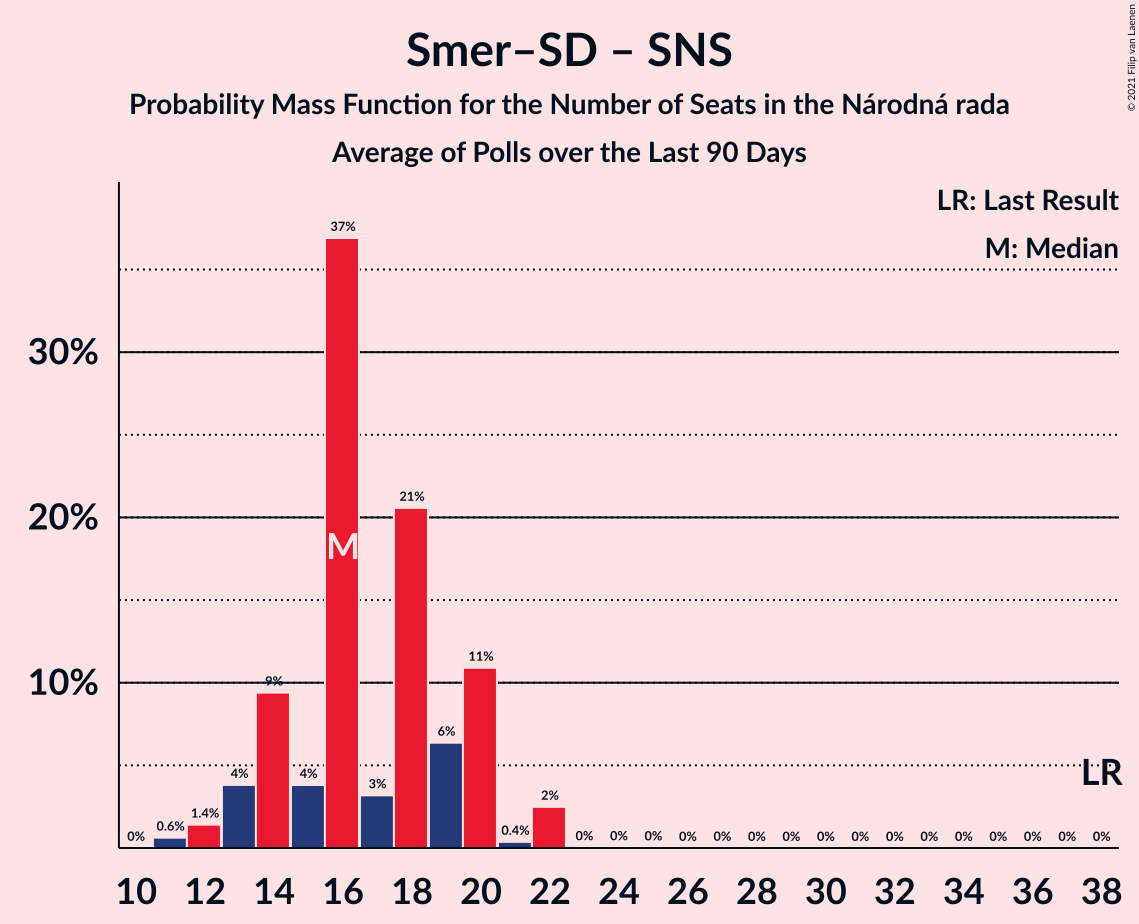 Smer–SD – SNS
Probability Mass Function for the Number of Seats in the Národná rada
Average of Polls over the Last 90 Days
© 2021 Filip van Laenen
LR: Last Result
M: Median
37%
30%
21%
20%
M
11%
10%
9%
6%
4%
4%
3%
2%
1.4%
0.6%
0.4%
LR
0% 0% 0% 0% 0% 0% 0% 0% 0% 0% 0% 0% 0% 0% 0% 0% 0%
10 12 14 16 18 20 22 24 26 28 30 32 34 36 38